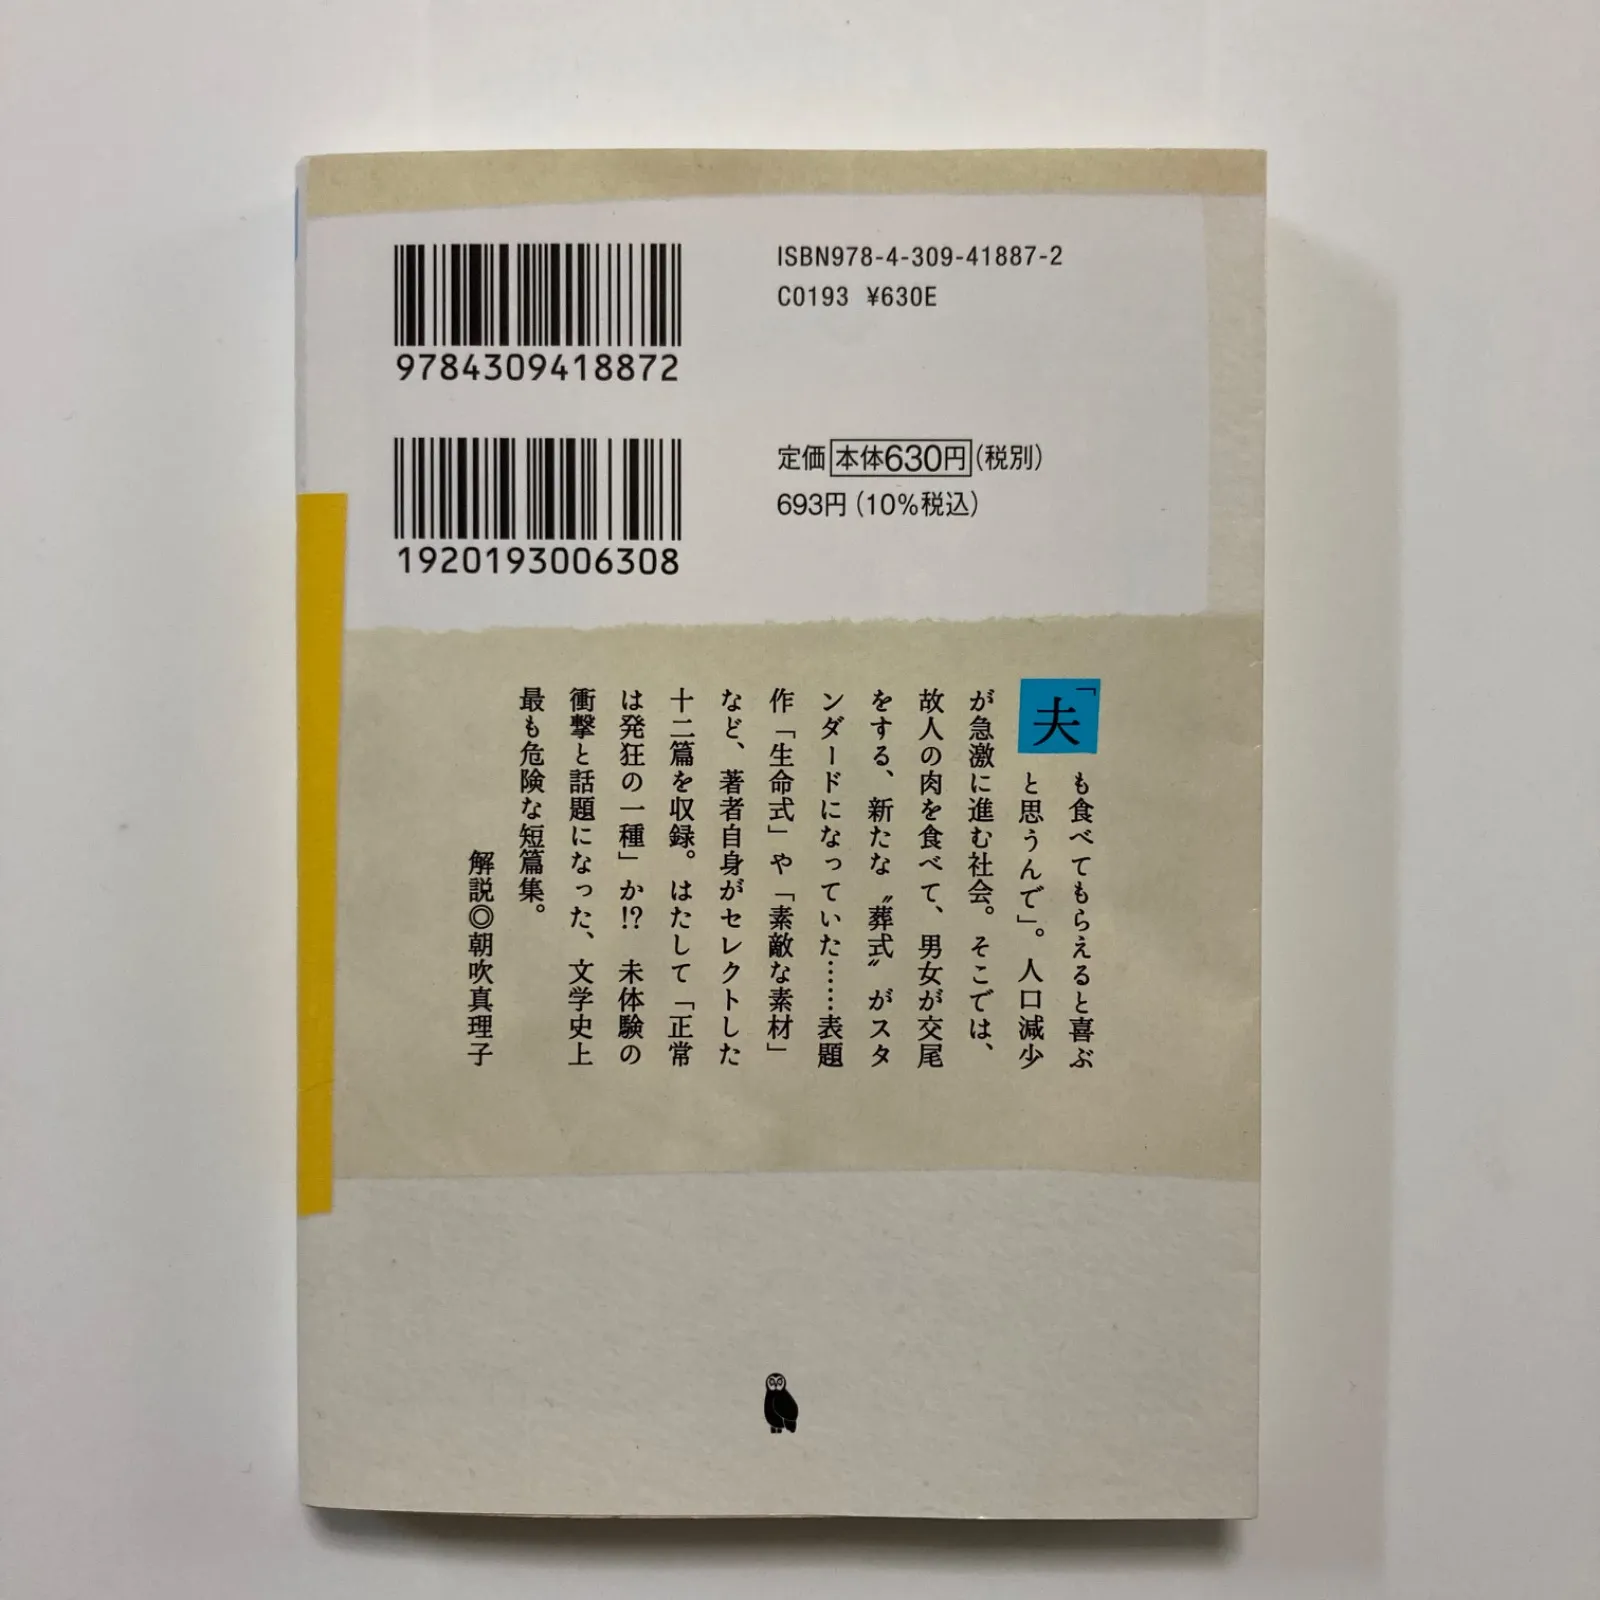 9784309418872
ISBN978-4-309-41887-2
C0193 ¥630E
1920193006308
定価 本体630円(税別)
693円(10%税込)
「夫も食べてもらえると喜ぶ
と思うんで」。人口減少
が急激に進む社会。そこでは、
故人の肉を食べて、男女が交尾
をする、新たな〝葬式〟がスタ
ンダードになっていた……表題
作「生命式」や「素敵な素材」
など、著者自身がセレクトした
十二篇を収録。はたして「正常
は発狂の一種」か!? 未体験の
衝撃と話題になった、文学史上
最も危険な短篇集。
解説◎朝吹真理子